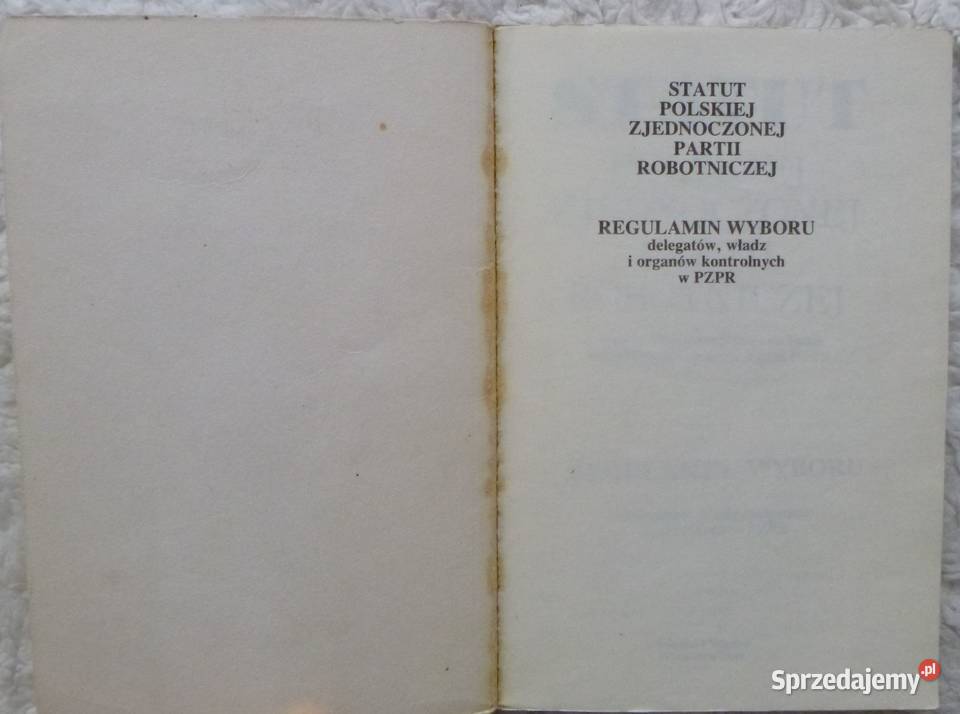 STATUT
POLSKIEJ
ZJEDNOCZONEJ
PARTII
ROBOTNICZEJ
REGULAMIN WYBORU
delegatów, władz
i organów kontrolnych
w PZPR
Sprzedajemy.pl